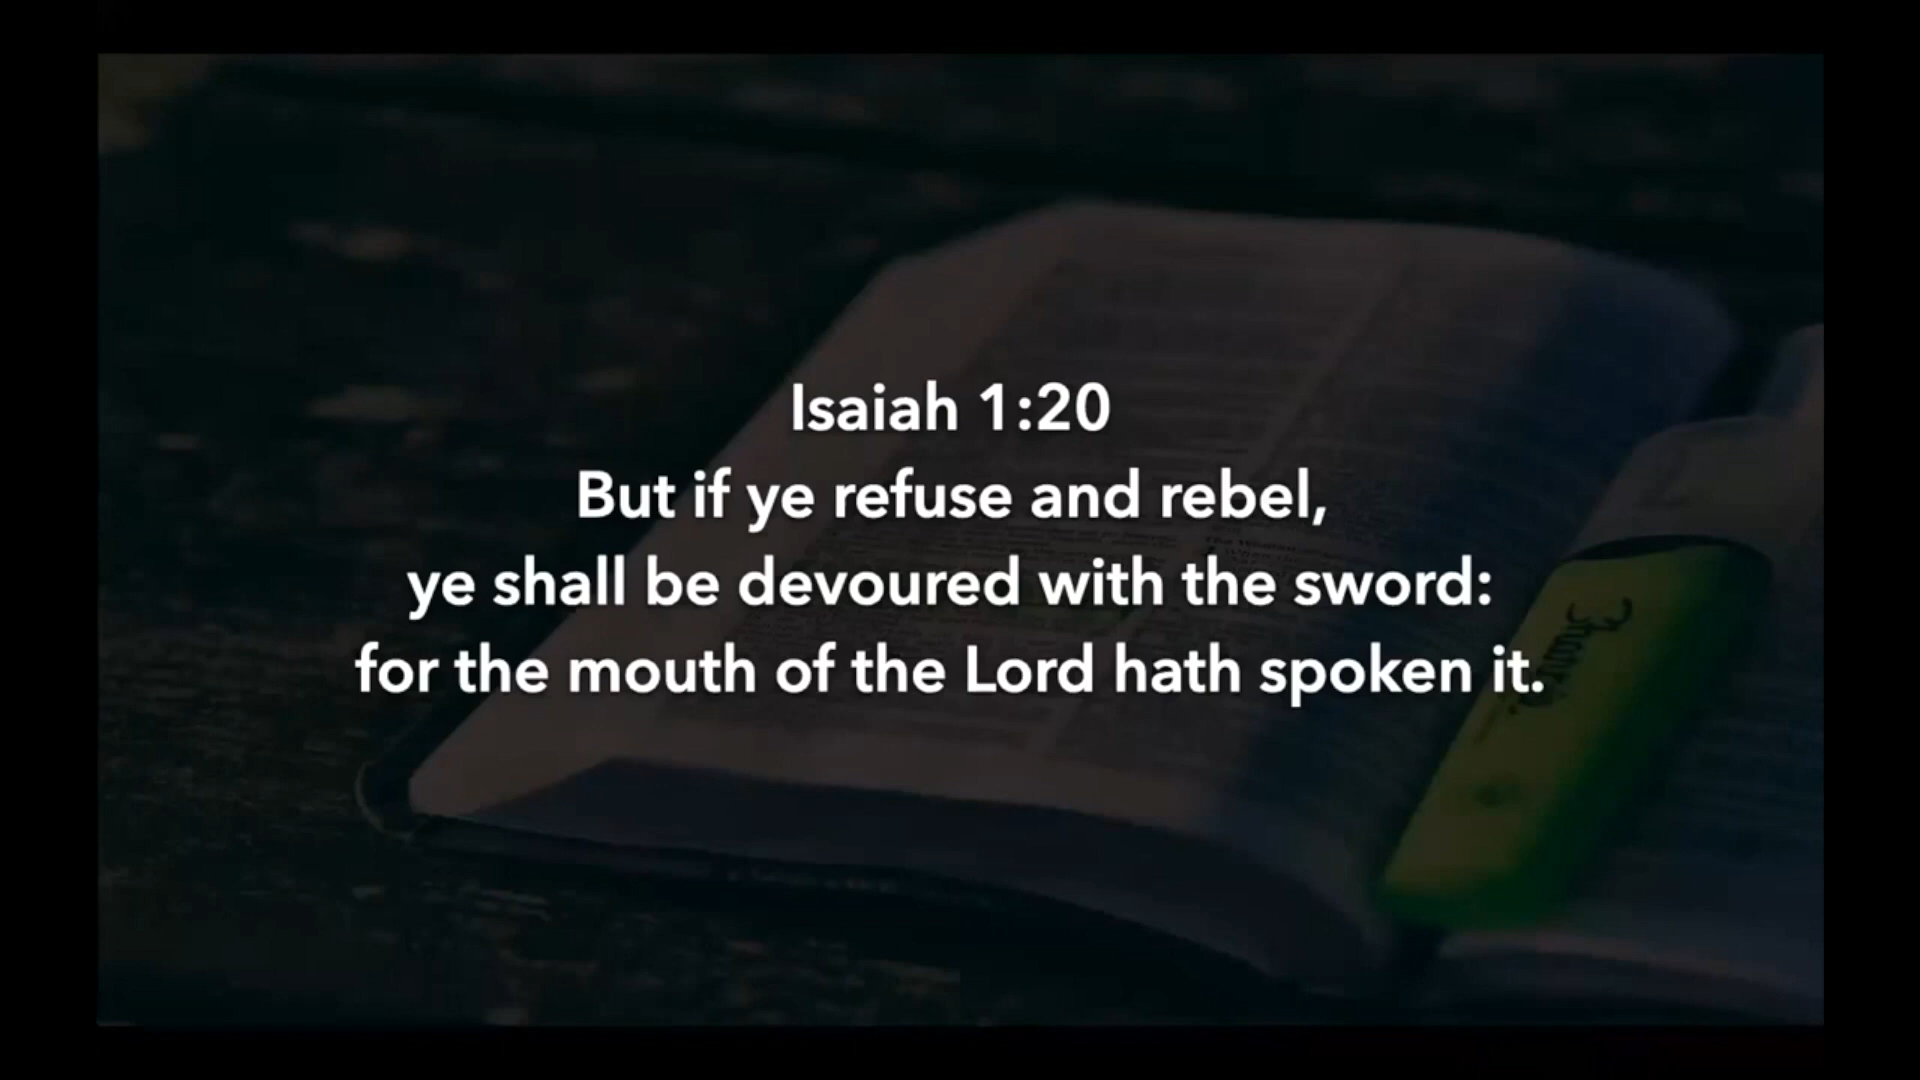 Isaiah 1:20
But if ye refuse and rebel,
ye shall be devoured with the sword:
for the mouth of the Lord hath spoken it.